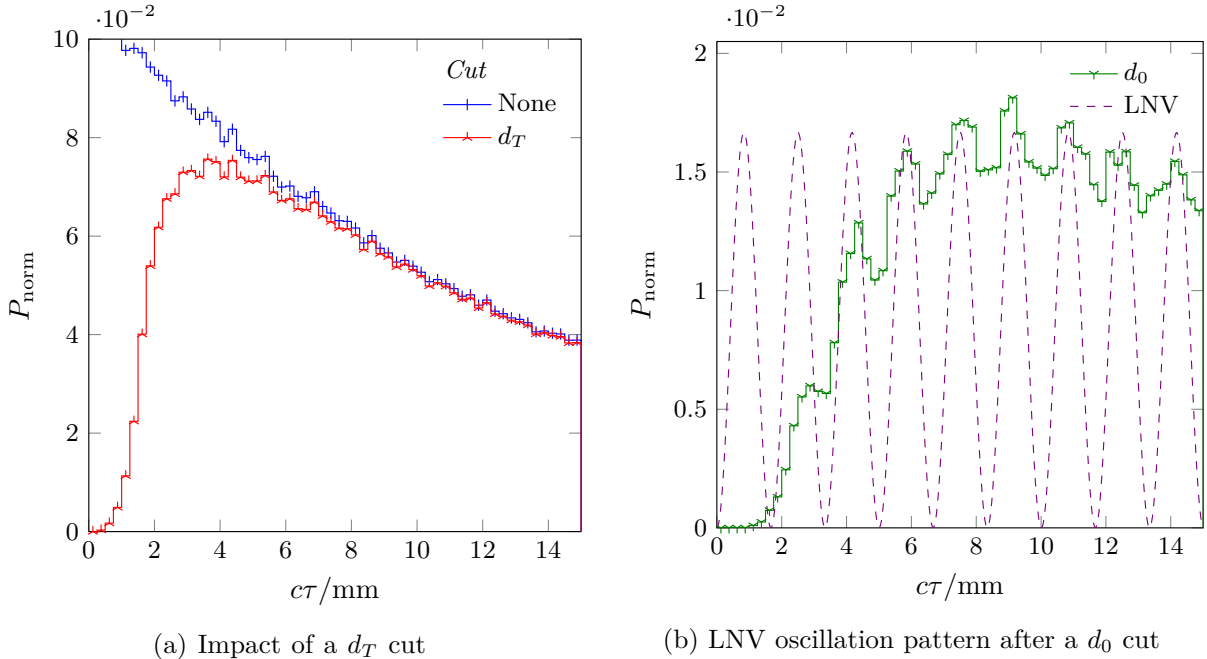 ·10⁻²
10
8
6
4
2
0
0 2 4 6 8 10 12 14
P_norm
cτ/mm
Cut
None
d_T
(a) Impact of a d_T cut
·10⁻²
2
1.5
1
0.5
0
0 2 4 6 8 10 12 14
P_norm
cτ/mm
d_0
LNV
(b) LNV oscillation pattern after a d_0 cut